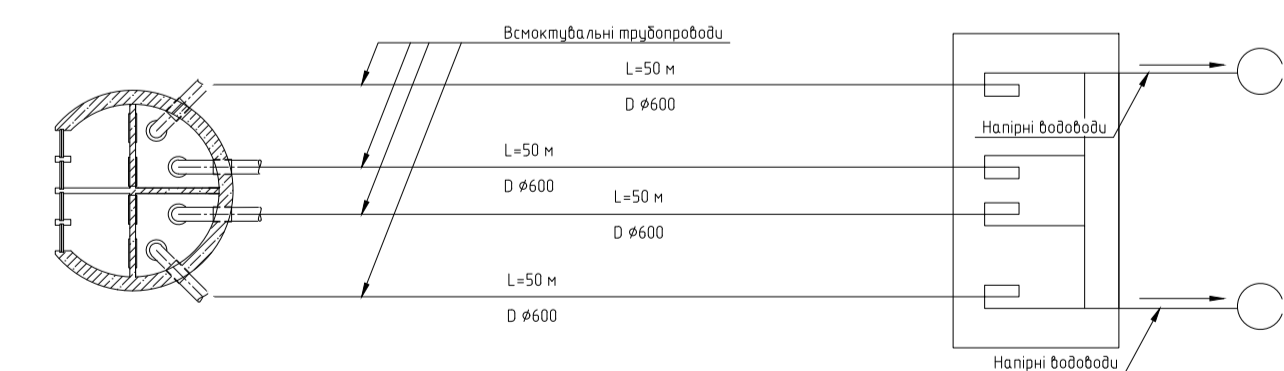 Всмоктувальні трубопроводи
L=50 м
D ⌀600
Напірні водоводи
L=50 м
D ⌀600
L=50 м
D ⌀600
L=50 м
D ⌀600
Напірні водоводи